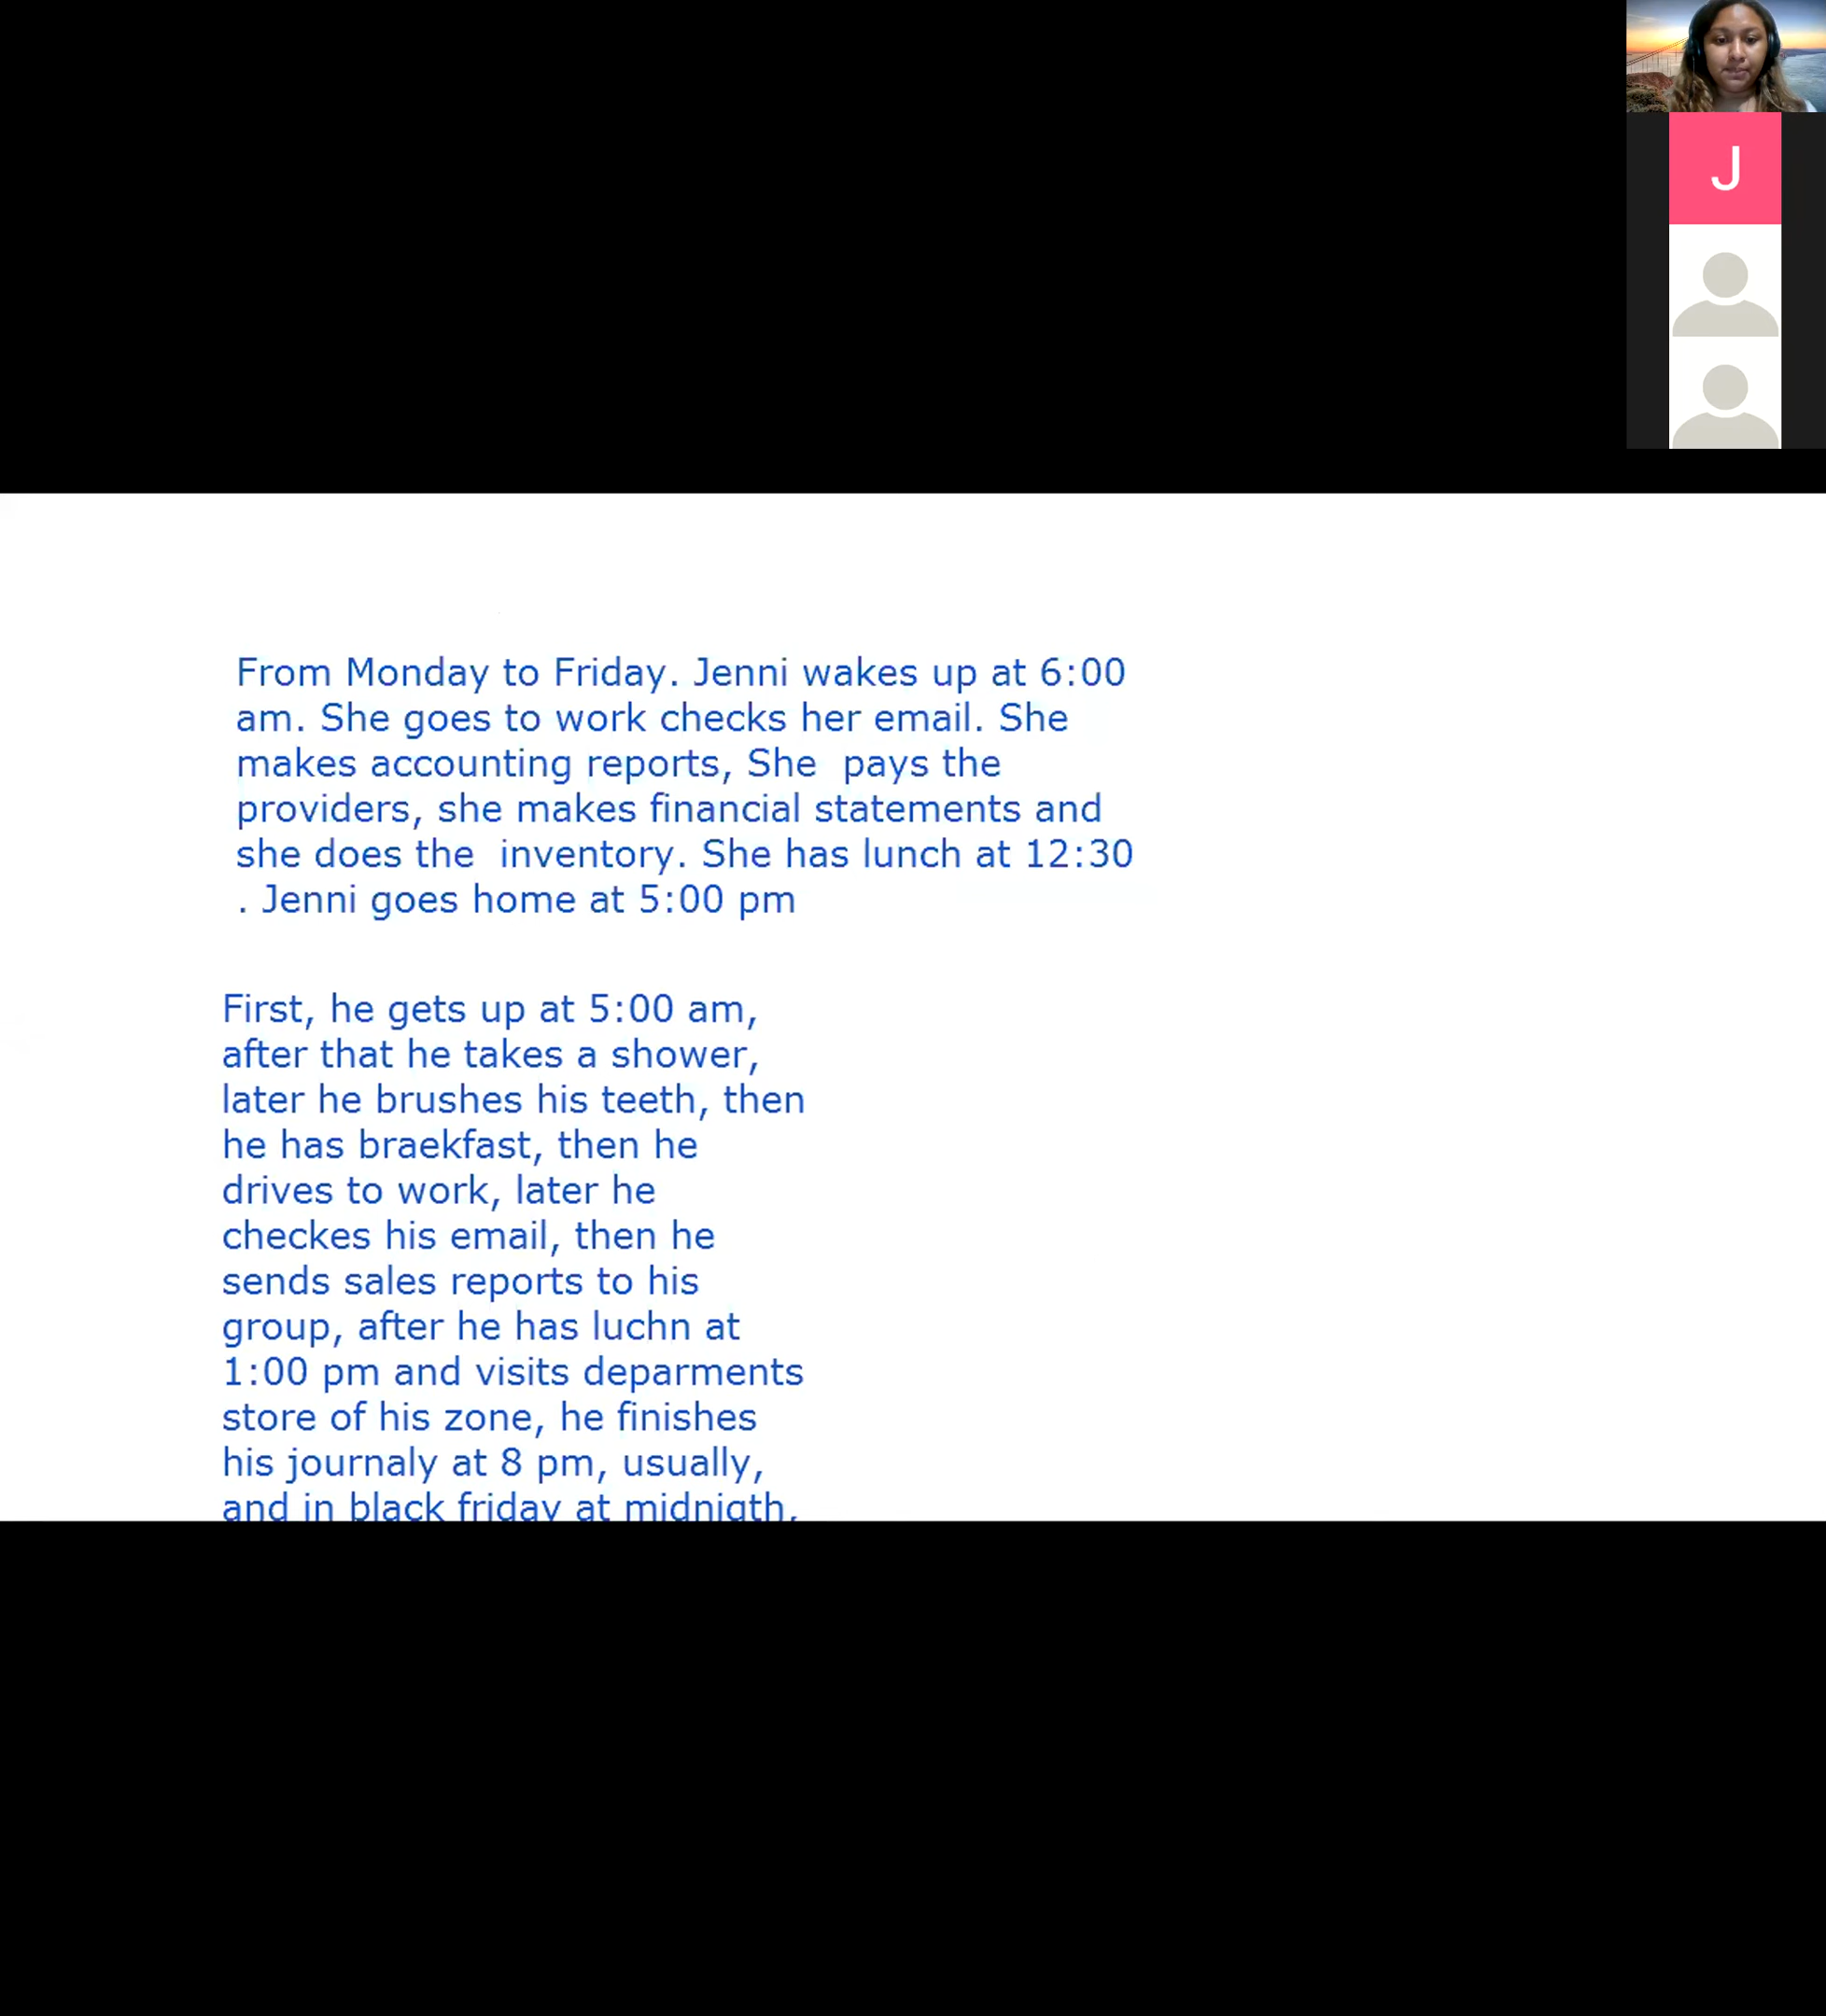 J
From Monday to Friday. Jenni wakes up at 6:00
am. She goes to work checks her email. She
makes accounting reports, She  pays the
providers, she makes financial statements and
she does the  inventory. She has lunch at 12:30
. Jenni goes home at 5:00 pm
First, he gets up at 5:00 am,
after that he takes a shower,
later he brushes his teeth, then
he has braekfast, then he
drives to work, later he
checkes his email, then he
sends sales reports to his
group, after he has luchn at
1:00 pm and visits deparments
store of his zone, he finishes
his journaly at 8 pm, usually,
and in black friday at midnigth,